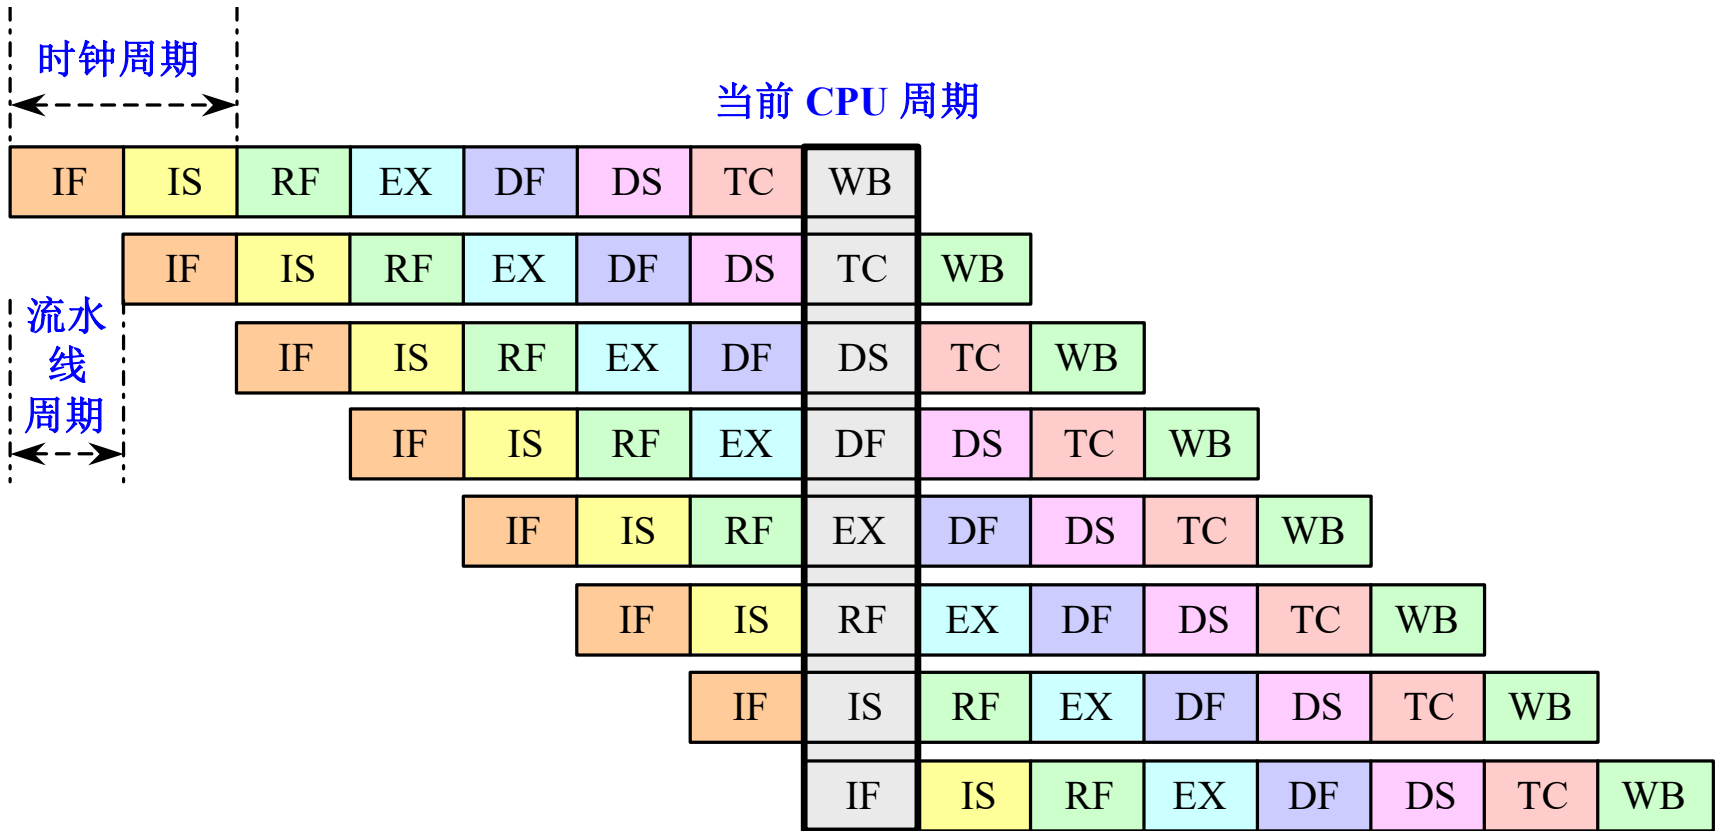 时钟周期
当前 CPU 周期
IF IS RF EX DF DS TC WB
IF IS RF EX DF DS TC WB
流水
线
周期
IF IS RF EX DF DS TC WB
IF IS RF EX DF DS TC WB
IF IS RF EX DF DS TC WB
IF IS RF EX DF DS TC WB
IF IS RF EX DF DS TC WB
IF IS RF EX DF DS TC WB